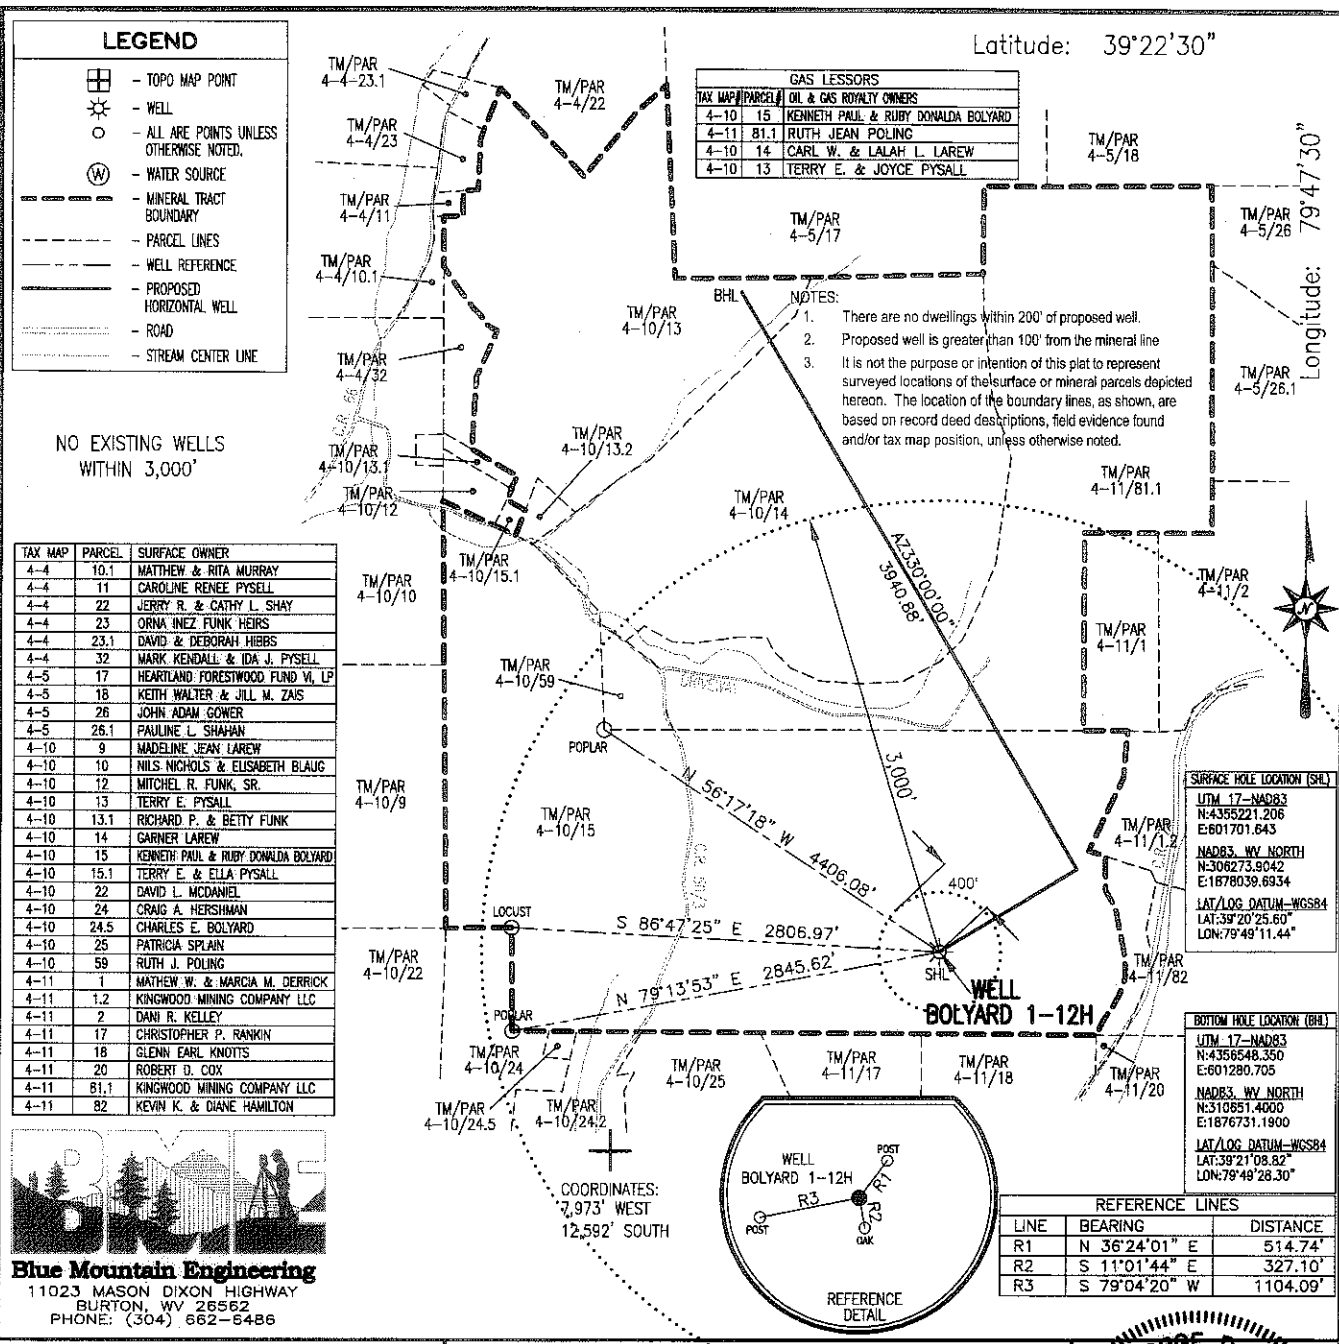 LEGEND
- TOPO MAP POINT
- WELL
- ALL ARE POINTS UNLESS
OTHERWISE NOTED.
W - WATER SOURCE
- MINERAL TRACT
BOUNDARY
- PARCEL LINES
- WELL REFERENCE
- PROPOSED
HORIZONTAL WELL
- ROAD
- STREAM CENTER LINE
NO EXISTING WELLS
WITHIN 3,000'
Latitude: 39°22'30"
Longitude: 79°47'30"
GAS LESSORS
TAX MAP# PARCEL# OIL & GAS ROYALTY OWNERS
4-10 15 KENNETH PAUL & RUBY DONALDA BOLYARD
4-11 81.1 RUTH JEAN POLING
4-10 14 CARL W. & LALAH L. LAREW
4-10 13 TERRY E. & JOYCE PYSALL
TM/PAR
4-4-23.1
TM/PAR
4-4/22
TM/PAR
4-4/23
TM/PAR
4-4/11
TM/PAR
4-4/10.1
TM/PAR
4-4/32
TM/PAR
4-5/18
TM/PAR
4-5/17
TM/PAR
4-5/26
TM/PAR
4-5/26.1
TM/PAR
4-10/13
BHL
NOTES:
1. There are no dwellings within 200' of proposed well.
2. Proposed well is greater than 100' from the mineral line
3. It is not the purpose or intention of this plat to represent
surveyed locations of the surface or mineral parcels depicted
hereon. The location of the boundary lines, as shown, are
based on record deed descriptions, field evidence found
and/or tax map position, unless otherwise noted.
TM/PAR
4-10/13.1
TM/PAR
4-10/13.2
TM/PAR
4-10/12
TM/PAR
4-10/15.1
TM/PAR
4-10/14
TM/PAR
4-11/81.1
TM/PAR
4-10/10
TM/PAR
4-11/2
TM/PAR
4-11/1
N
AZ330°00'00"
3940.88'
3,000'
TM/PAR
4-10/59
POPLAR
TM/PAR
4-10/9
TM/PAR
4-10/15
N 56°17'18" W 4406.08'
TM/PAR
4-11/1.2
400'
LOCUST
S 86°47'25" E 2806.97'
N 79°13'53" E 2845.62'
SHL
WELL
BOLYARD 1-12H
TM/PAR
4-10/22
POPLAR
TM/PAR
4-11/82
TM/PAR
4-10/24
TM/PAR
4-10/24.5
TM/PAR
4-10/24.2
TM/PAR
4-10/25
TM/PAR
4-11/17
TM/PAR
4-11/18
TM/PAR
4-11/20
TAX MAP PARCEL SURFACE OWNER
4-4 10.1 MATTHEW & RITA MURRAY
4-4 11 CAROLINE RENEE PYSELL
4-4 22 JERRY R. & CATHY L. SHAY
4-4 23 ORNA INEZ FUNK HEIRS
4-4 23.1 DAVID & DEBORAH HIBBS
4-4 32 MARK KENDALL & IDA J. PYSELL
4-5 17 HEARTLAND FORESTWOOD FUND VI, LP
4-5 18 KEITH WALTER & JILL M. ZAIS
4-5 26 JOHN ADAM GOWER
4-5 26.1 PAULINE L. SHAHAN
4-10 9 MADELINE JEAN LAREW
4-10 10 NILS NICHOLS & ELISABETH BLAUG
4-10 12 MITCHEL R. FUNK, SR.
4-10 13 TERRY E. PYSALL
4-10 13.1 RICHARD P. & BETTY FUNK
4-10 14 GARNER LAREW
4-10 15 KENNETH PAUL & RUBY DONALDA BOLYARD
4-10 15.1 TERRY E. & ELLA PYSALL
4-10 22 DAVID L. MCDANIEL
4-10 24 CRAIG A. HERSHMAN
4-10 24.5 CHARLES E. BOLYARD
4-10 25 PATRICIA SPLAIN
4-10 59 RUTH J. POLING
4-11 1 MATHEW W. & MARCIA M. DERRICK
4-11 1.2 KINGWOOD MINING COMPANY LLC
4-11 2 DANI R. KELLEY
4-11 17 CHRISTOPHER P. RANKIN
4-11 18 GLENN EARL KNOTTS
4-11 20 ROBERT D. COX
4-11 81.1 KINGWOOD MINING COMPANY LLC
4-11 82 KEVIN K. & DIANE HAMILTON
SURFACE HOLE LOCATION (SHL)
UTM 17-NAD83
N:4355221.206
E:601701.643
NAD83, WV NORTH
N:306273.9042
E:1878039.6934
LAT/LOG DATUM-WGS84
LAT:39°20'25.60"
LON:79°49'11.44"
BOTTOM HOLE LOCATION (BHL)
UTM 17-NAD83
N:4356548.350
E:601280.705
NAD83, WV NORTH
N:310651.4000
E:1876731.1900
LAT/LOG DATUM-WGS84
LAT:39°21'08.82"
LON:79°49'28.30"
BME
Blue Mountain Engineering
11023 MASON DIXON HIGHWAY
BURTON, WV 26562
PHONE: (304) 662-6486
COORDINATES:
7,973' WEST
12,592' SOUTH
WELL
BOLYARD 1-12H
POST
R1
R3
R2
POST
OAK
REFERENCE
DETAIL
REFERENCE LINES
LINE BEARING DISTANCE
R1 N 36°24'01" E 514.74'
R2 S 11°01'44" E 327.10'
R3 S 79°04'20" W 1104.09'